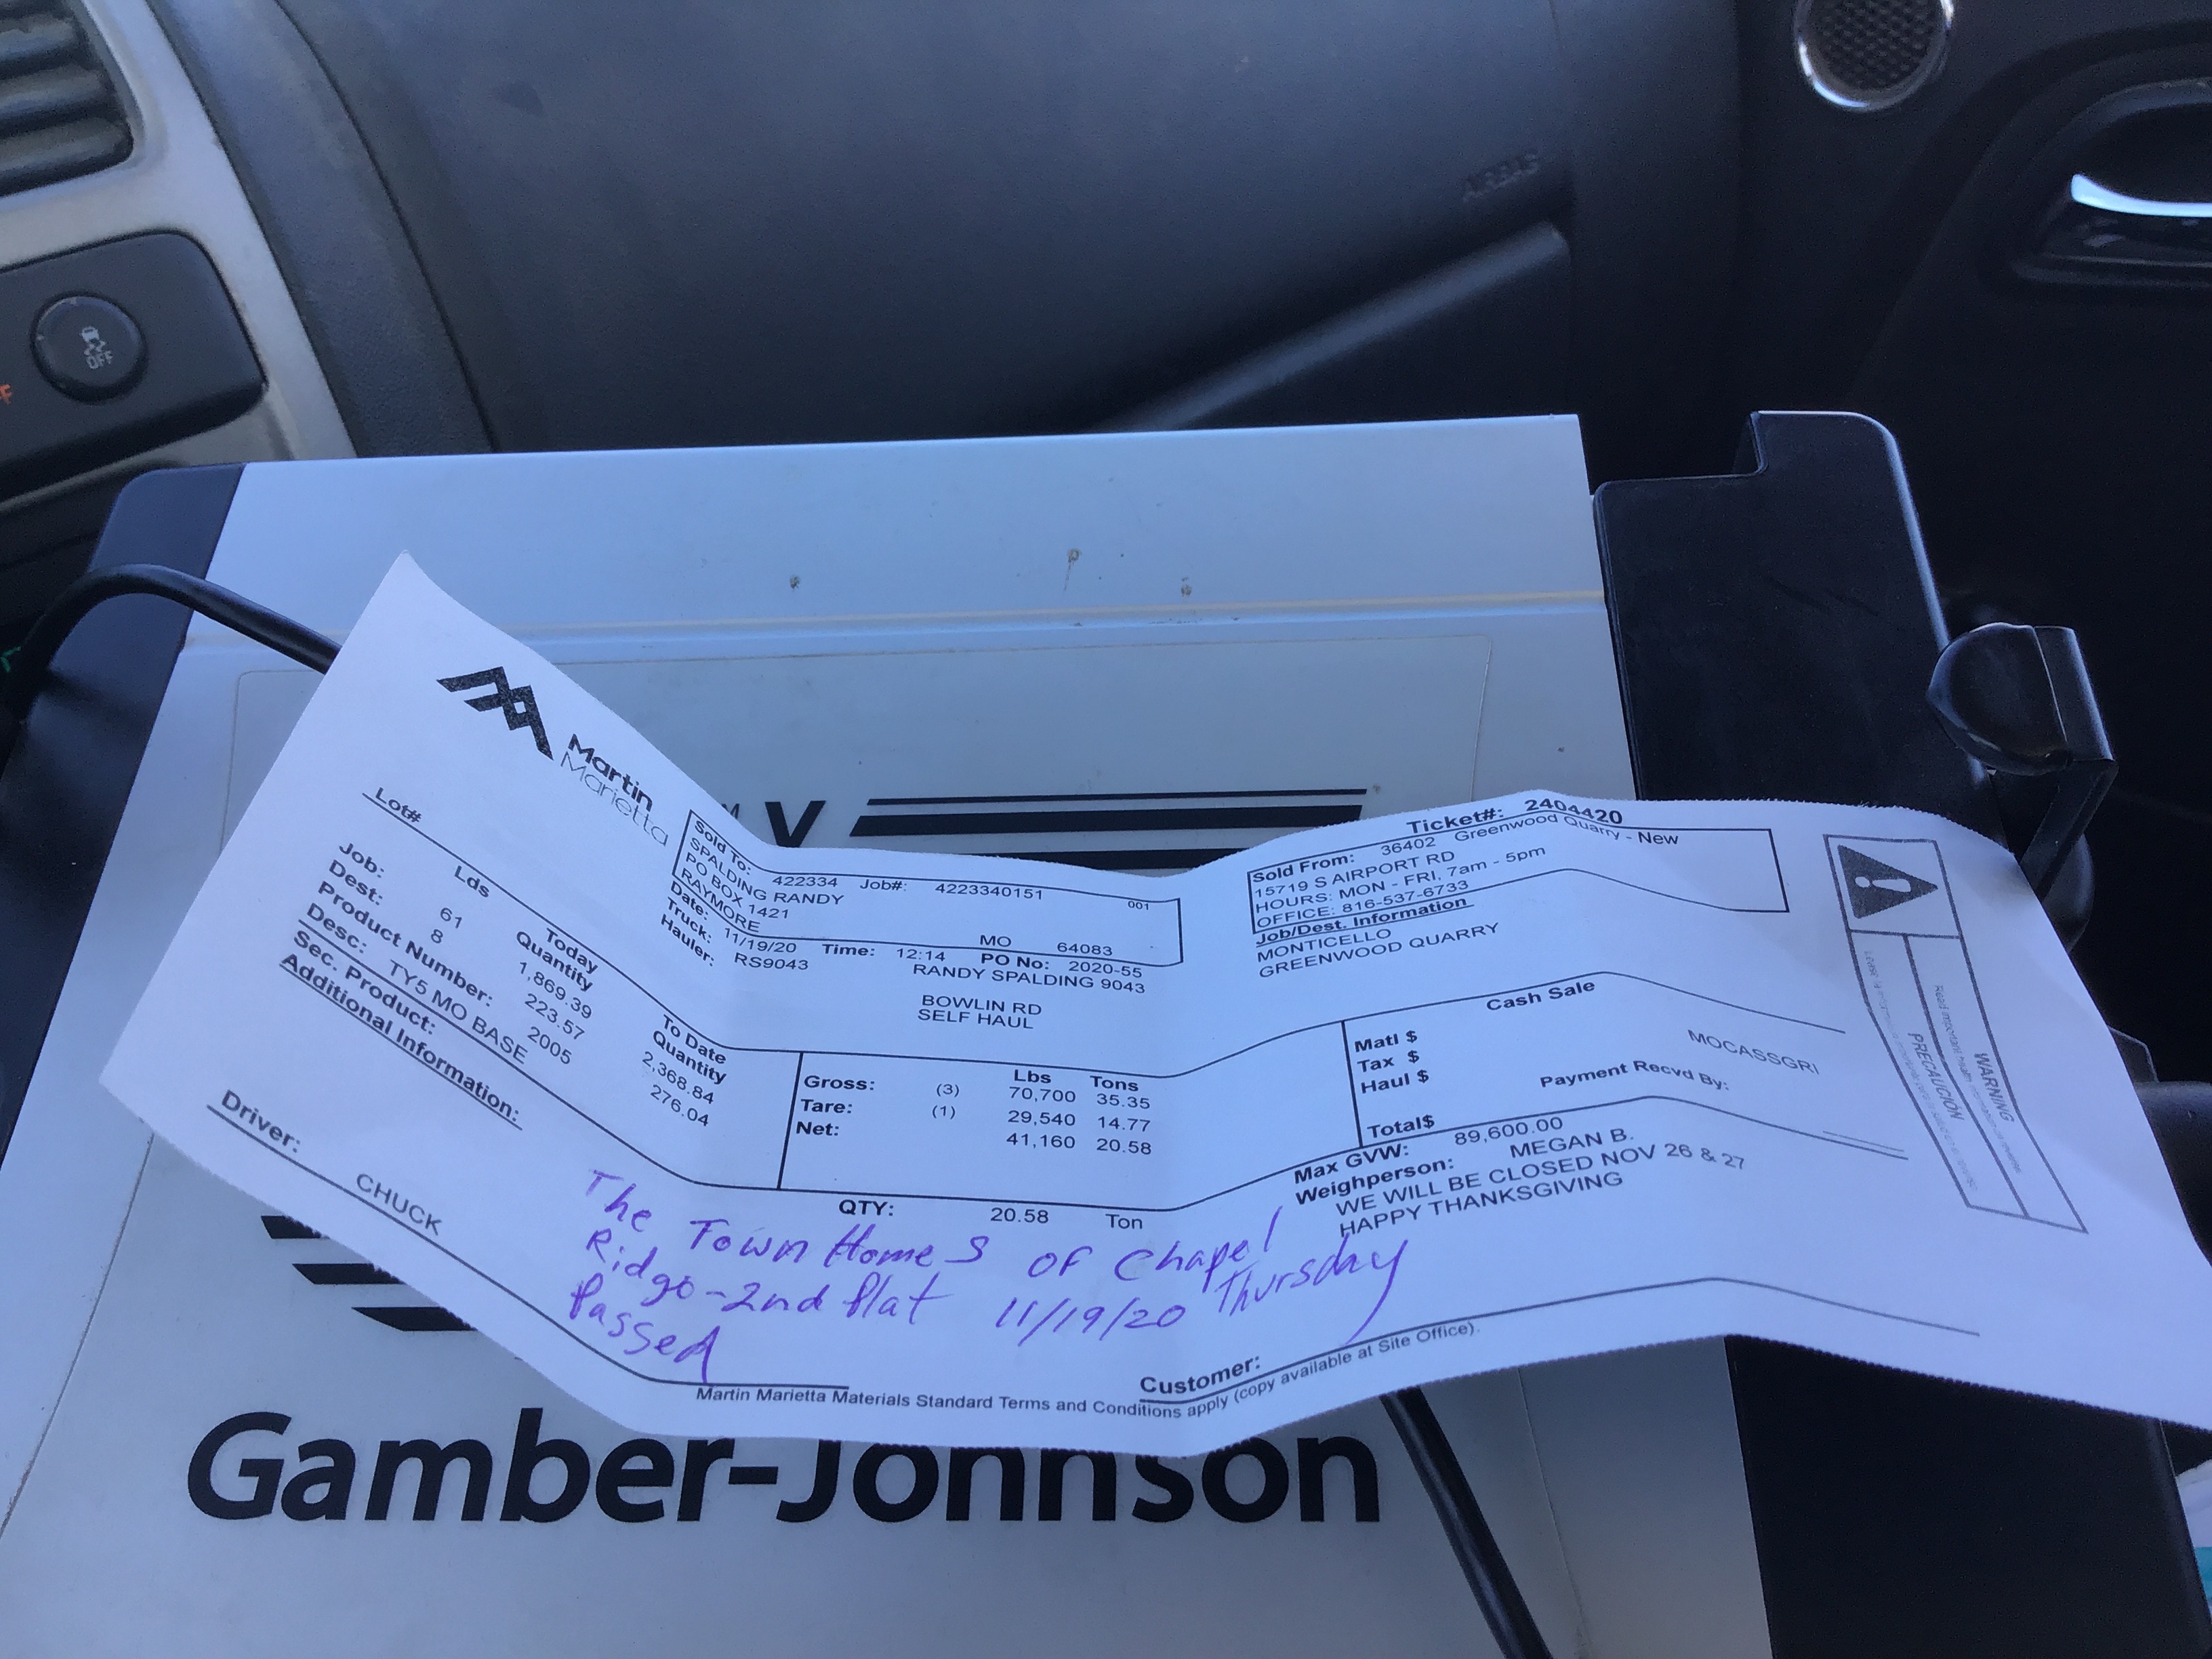 AIRBAG
OFF
Martin
Marietta
Ticket#: 2404420
Sold To: 422334 Job#: 4223340151 001
SPALDING RANDY
PO BOX 1421
RAYMORE MO 64083
Date: 11/19/20 Time: 12:14 PO No: 2020-55
Truck: RS9043 RANDY SPALDING 9043
Hauler:
BOWLIN RD
SELF HAUL
Sold From: 36402 Greenwood Quarry - New
15719 S AIRPORT RD
HOURS: MON - FRI, 7am - 5pm
OFFICE: 816-537-6733
Job/Dest. Information
MONTICELLO
GREENWOOD QUARRY
WARNING
PRECAUCIÓN
Lot#
Lds Today Quantity To Date Quantity
Job: 61 1,869.39 2,368.84
Dest: 8 223.57 276.04
Product Number: 2005
Desc: TY5 MO BASE
Sec. Product:
Additional Information:
Lbs Tons
Gross: (3) 70,700 35.35
Tare: (1) 29,540 14.77
Net: 41,160 20.58
QTY: 20.58 Ton
Cash Sale
Matl $
Tax $
Haul $
Total$
MOCASSGRI
Payment Recvd By:
Max GVW: 89,600.00
Weighperson: MEGAN B.
WE WILL BE CLOSED NOV 26 & 27
HAPPY THANKSGIVING
Driver: CHUCK
The Town Homes of Chapel
Ridge-2nd Plat 11/19/20 Thursday
Passed
Customer:
Martin Marietta Materials Standard Terms and Conditions apply (copy available at Site Office).
Gamber-Johnson